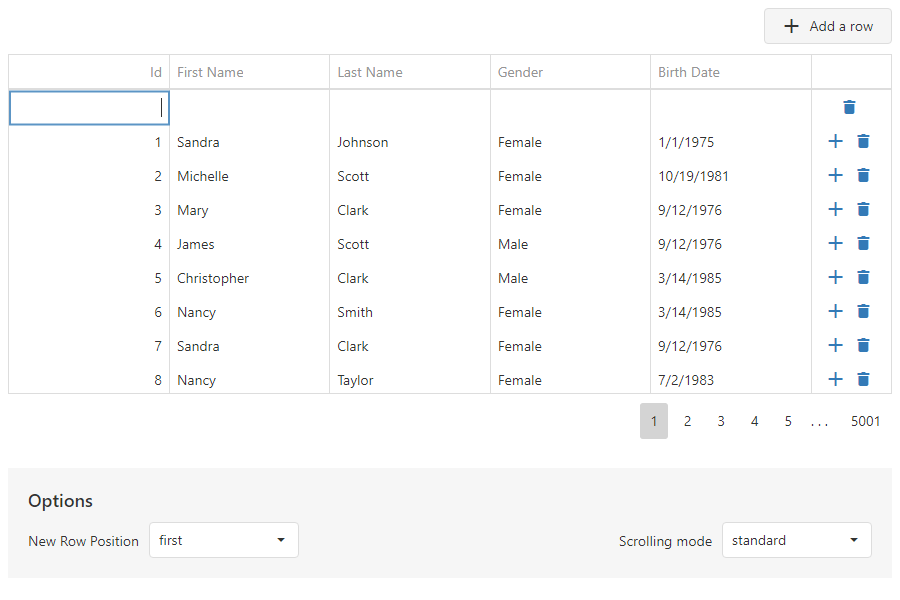 Add a row
Id First Name Last Name Gender Birth Date
1 Sandra Johnson Female 1/1/1975
2 Michelle Scott Female 10/19/1981
3 Mary Clark Female 9/12/1976
4 James Scott Male 9/12/1976
5 Christopher Clark Male 3/14/1985
6 Nancy Smith Female 3/14/1985
7 Sandra Clark Female 9/12/1976
8 Nancy Taylor Female 7/2/1983
1 2 3 4 5 . . . 5001
Options
New Row Position first Scrolling mode standard